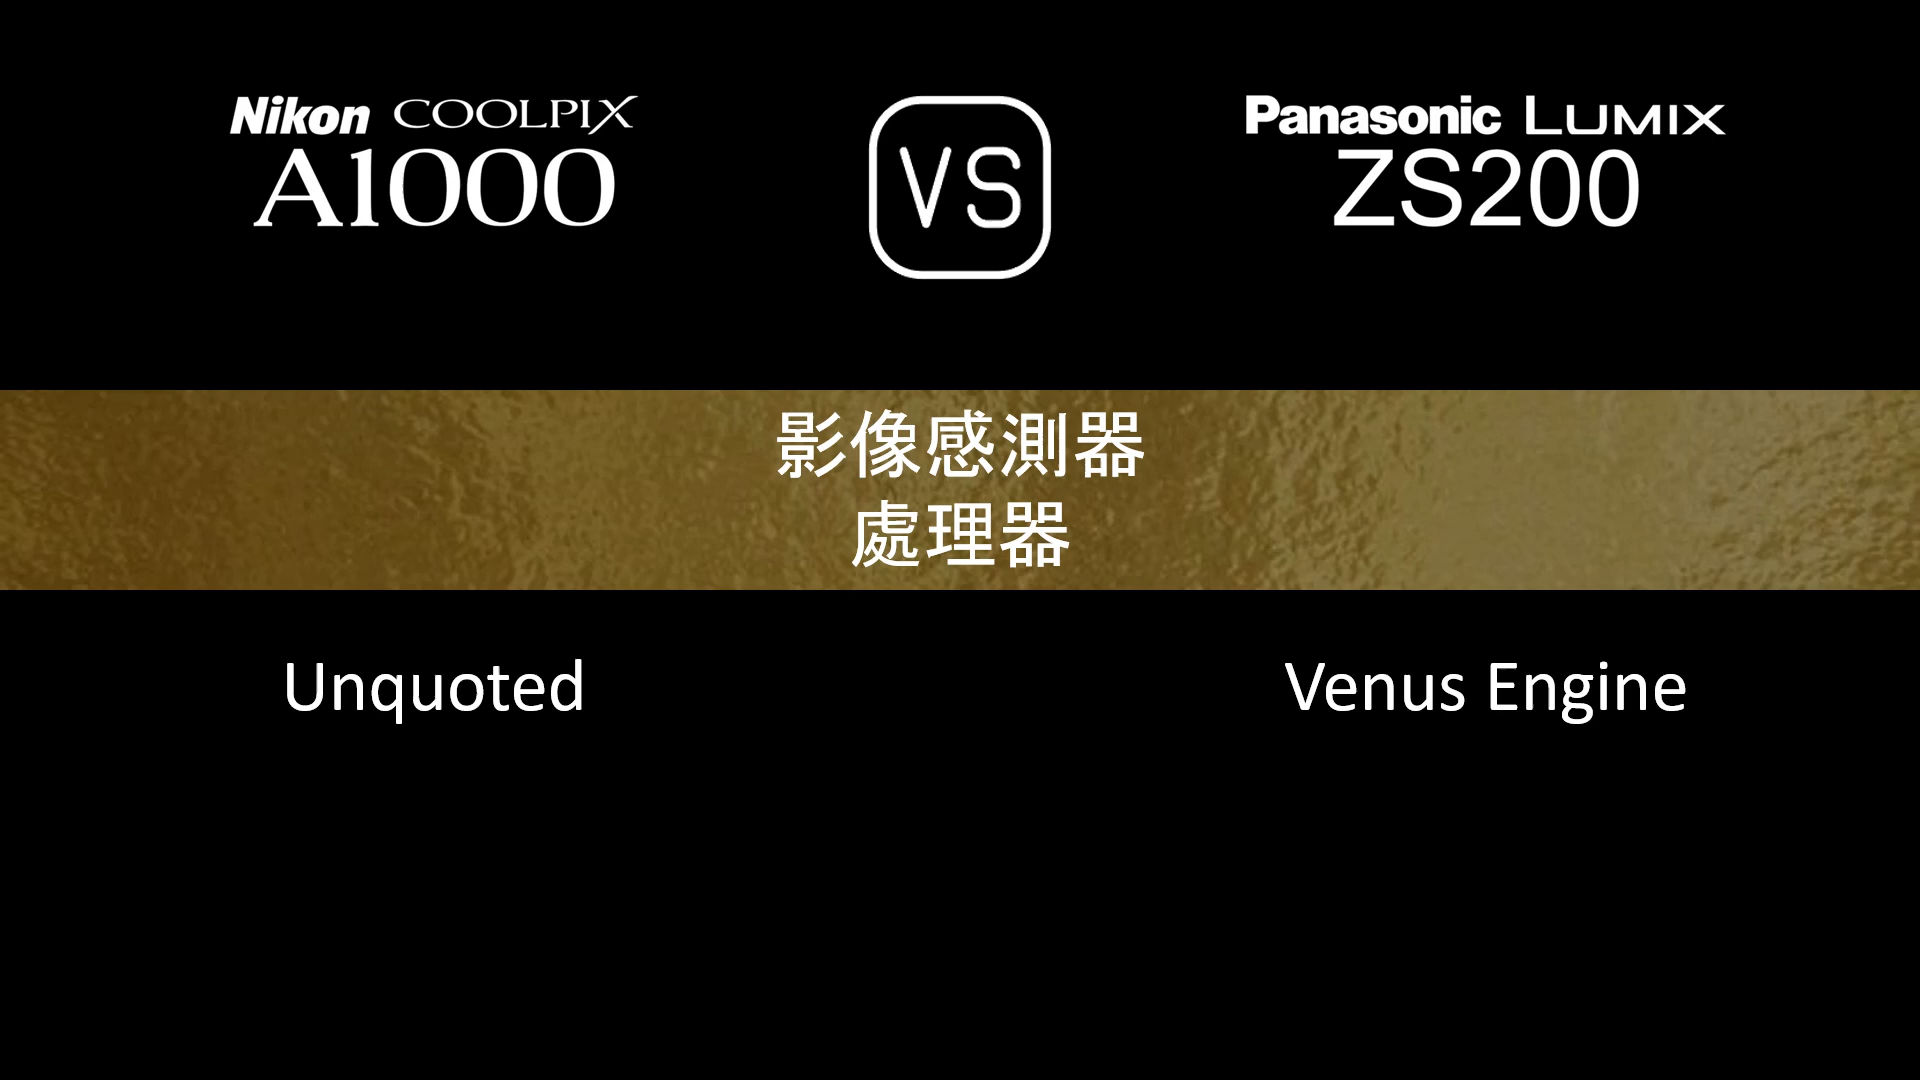 Nikon COOLPIX
A1000
VS
Panasonic LUMIX
ZS200
影像感測器
處理器
Unquoted
Venus Engine